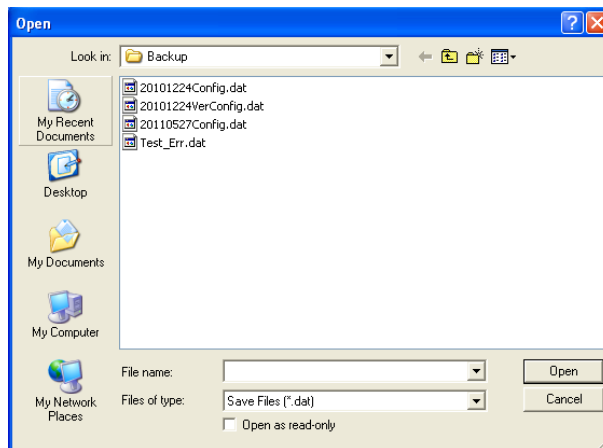 Open
Look in:
Backup
My Recent
Documents
Desktop
My Documents
My Computer
My Network
Places
20101224Config.dat
20101224VerConfig.dat
20110527Config.dat
Test_Err.dat
File name:
Open
Files of type:
Save Files (*.dat)
Cancel
Open as read-only